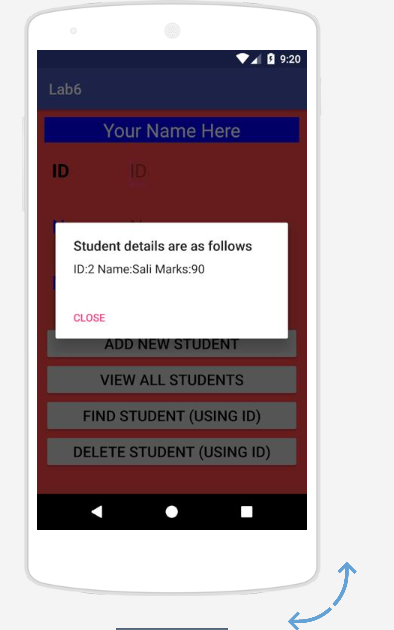 9:20
Lab6
Your Name Here
ID
ID
Student details are as follows
ID:2 Name:Sali Marks:90
CLOSE
ADD NEW STUDENT
VIEW ALL STUDENTS
FIND STUDENT (USING ID)
DELETE STUDENT (USING ID)